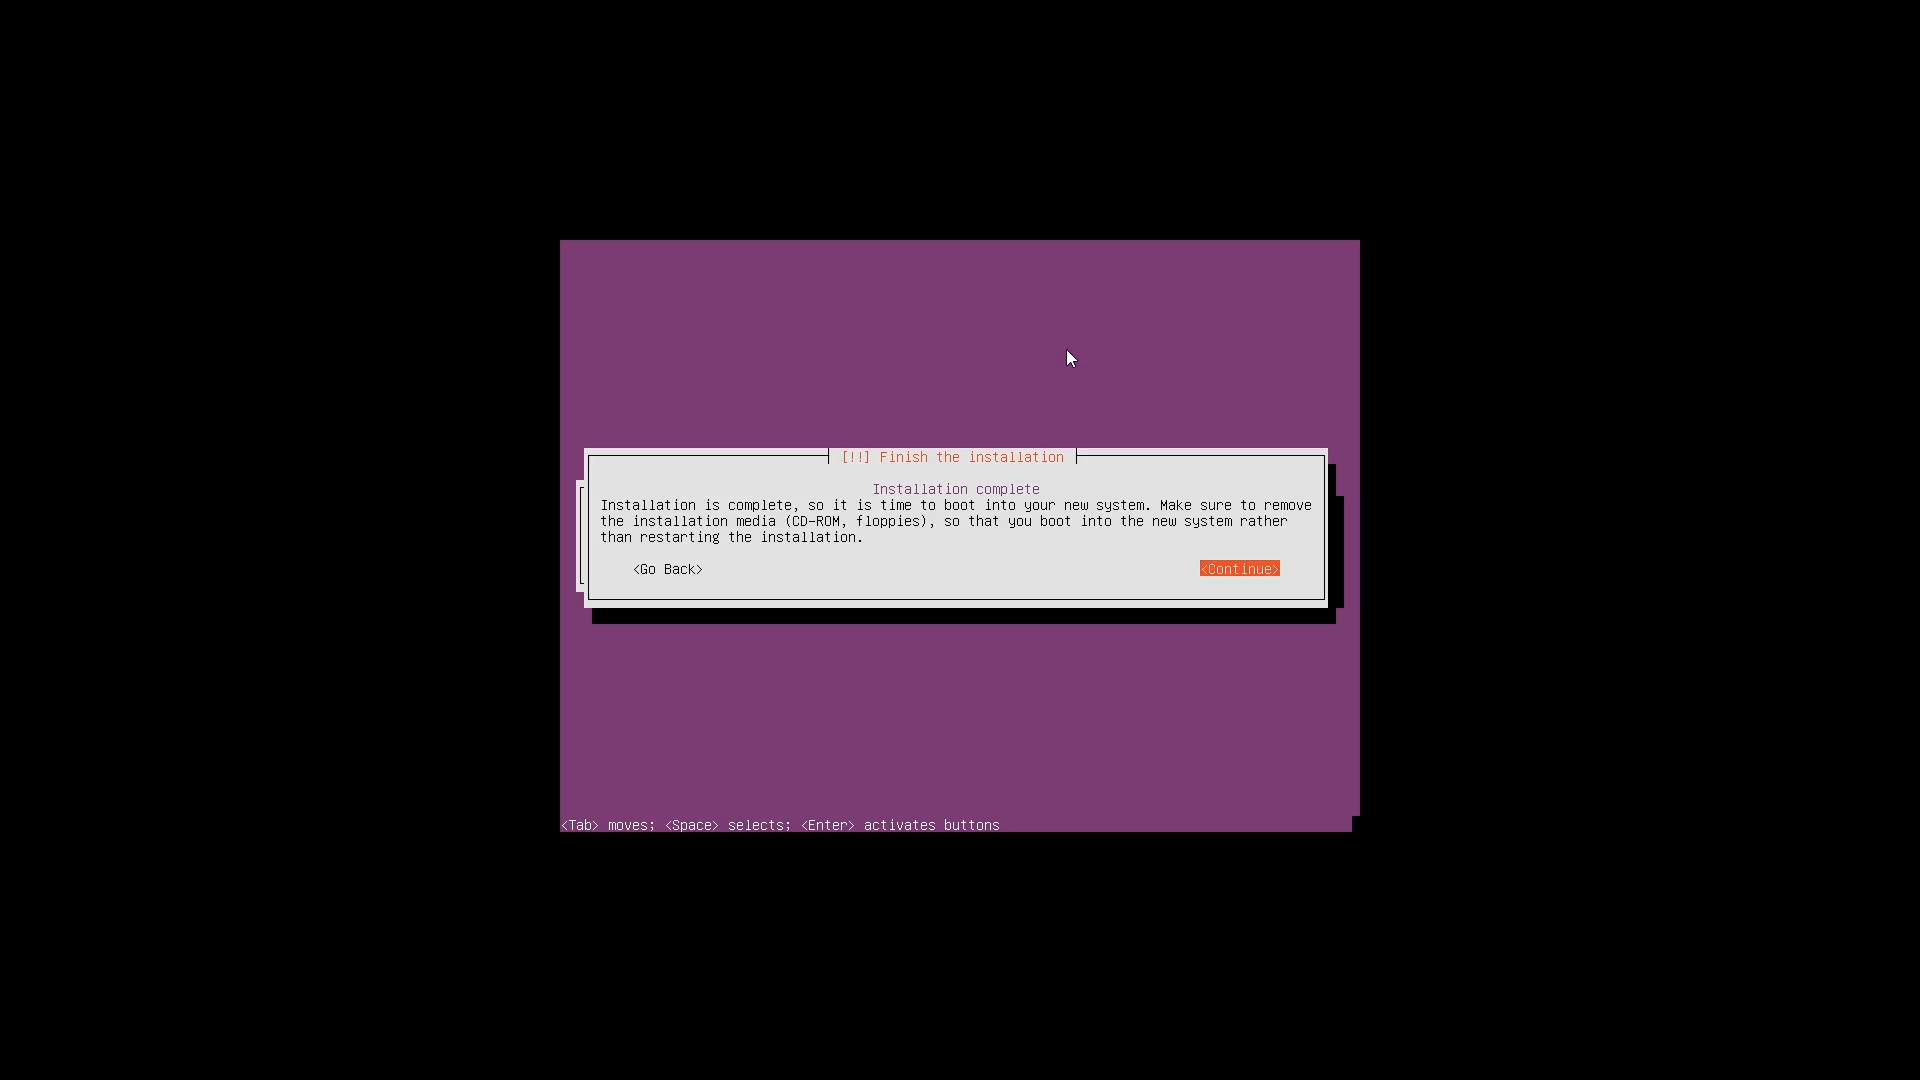 [!!] Finish the installation
Installation complete
Installation is complete, so it is time to boot into your new system. Make sure to remove
the installation media (CD-ROM, floppies), so that you boot into the new system rather
than restarting the installation.
<Go Back> <Continue>
<Tab> moves; <Space> selects; <Enter> activates buttons